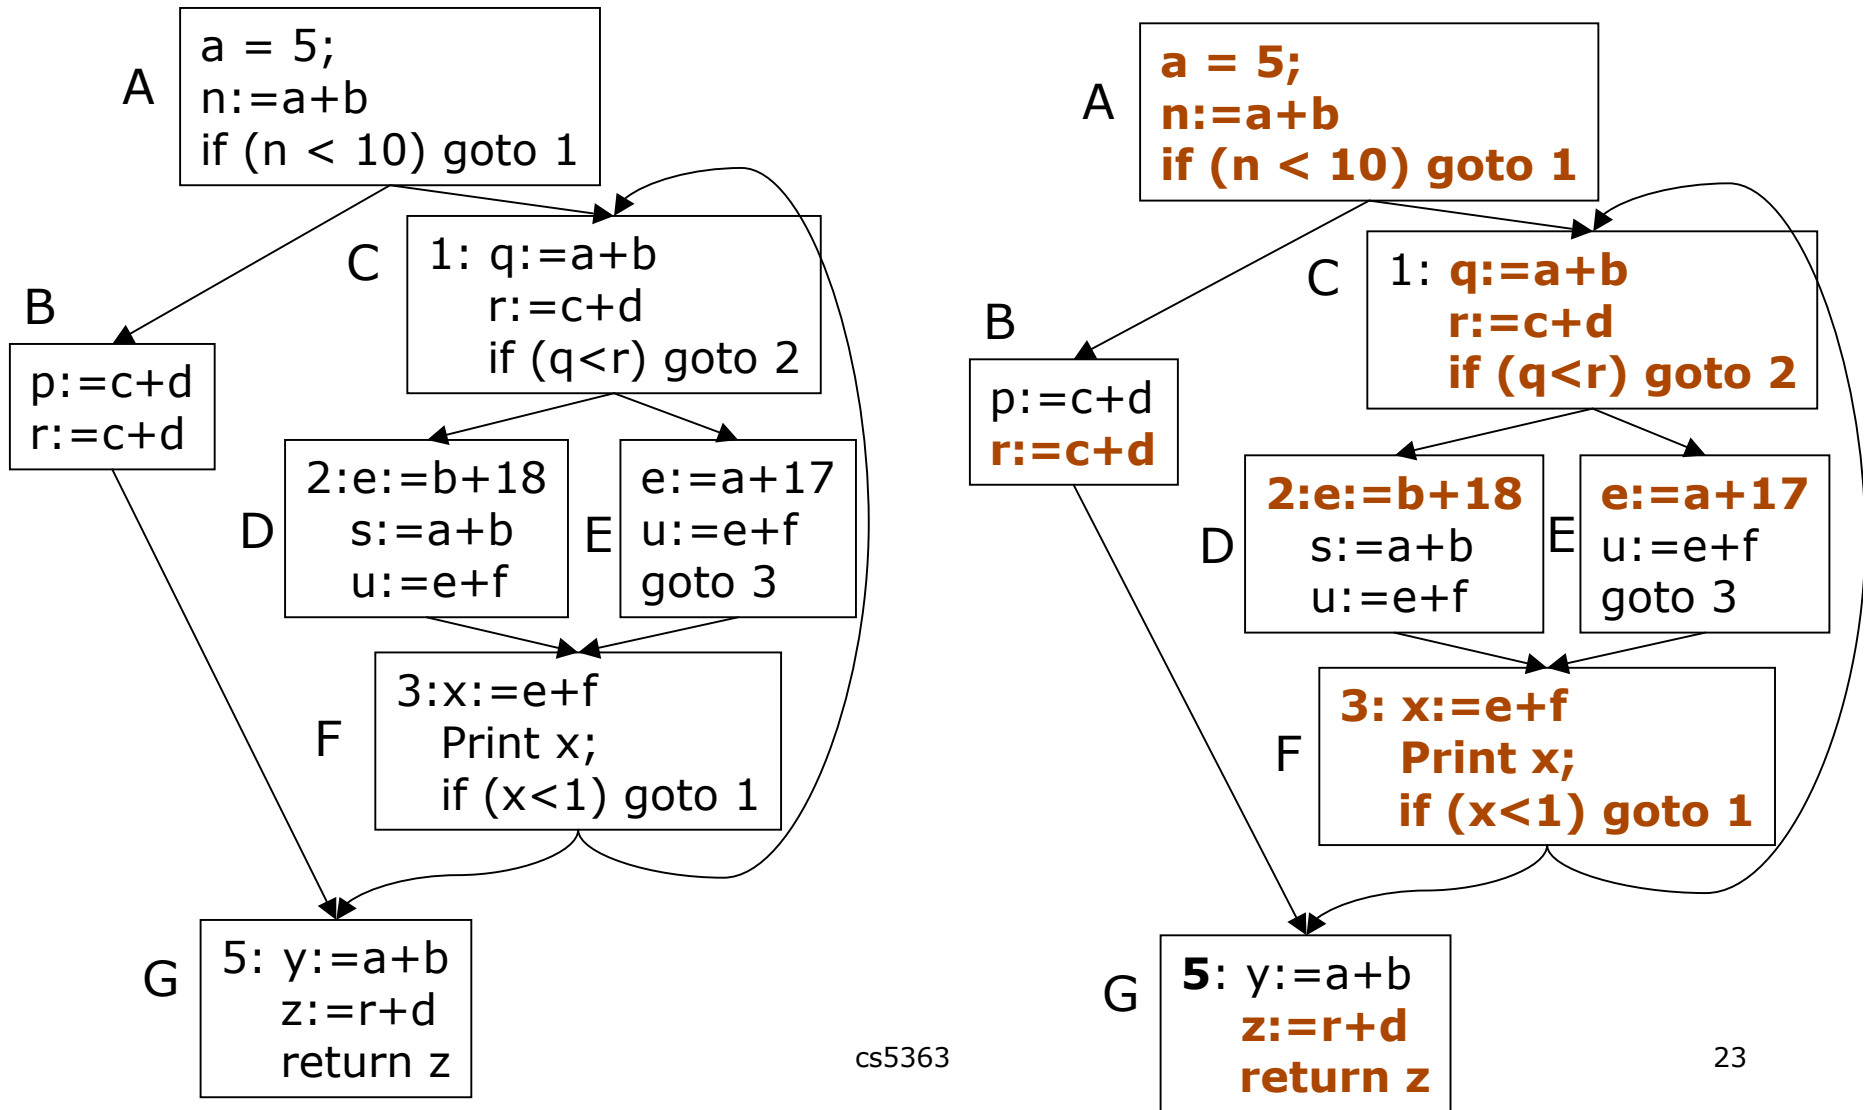 A
a = 5;
n:=a+b
if (n < 10) goto 1
C
1: q:=a+b
r:=c+d
if (q<r) goto 2
B
p:=c+d
r:=c+d
D
2:e:=b+18
s:=a+b
u:=e+f
E
e:=a+17
u:=e+f
goto 3
F
3:x:=e+f
Print x;
if (x<1) goto 1
G
5: y:=a+b
z:=r+d
return z
A
a = 5;
n:=a+b
if (n < 10) goto 1
C
1: q:=a+b
r:=c+d
if (q<r) goto 2
B
p:=c+d
r:=c+d
D
2:e:=b+18
s:=a+b
u:=e+f
E
e:=a+17
u:=e+f
goto 3
F
3: x:=e+f
Print x;
if (x<1) goto 1
G
5: y:=a+b
z:=r+d
return z
cs5363
23